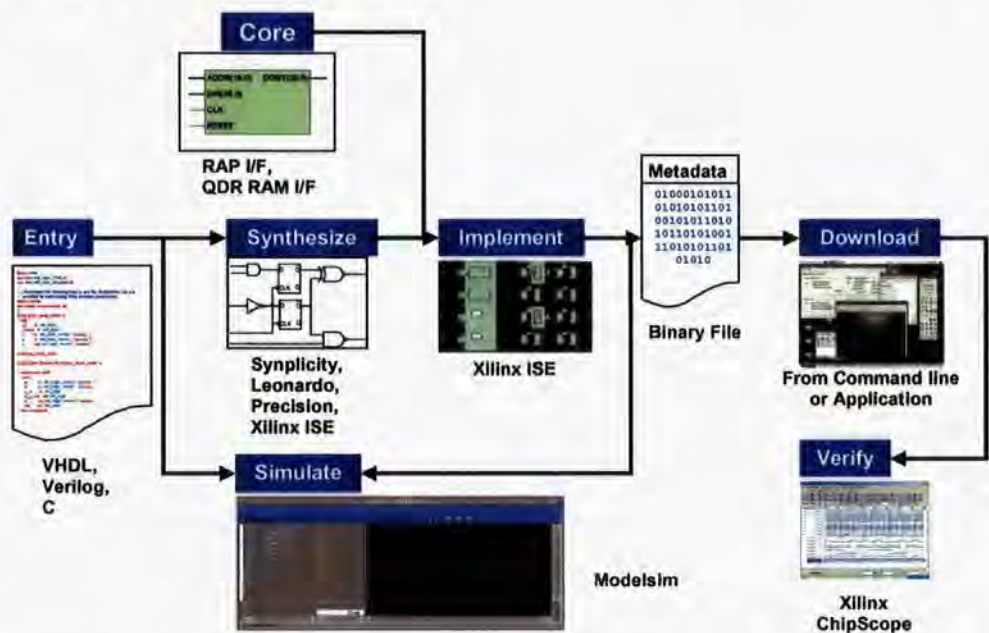 Core
CLK
RAP I/F,
QDR RAM I/F
Entry
Synthesize
Implement
Metadata
01000101011
01010101101
00101011010
10110101001
11010101101
01010
Download
Binary File
Synplicity,
Leonardo,
Precision,
Xilinx ISE
Xilinx ISE
From Command line
or Application
VHDL,
Verilog,
C
Simulate
Verify
Modelsim
Xilinx
ChipScope